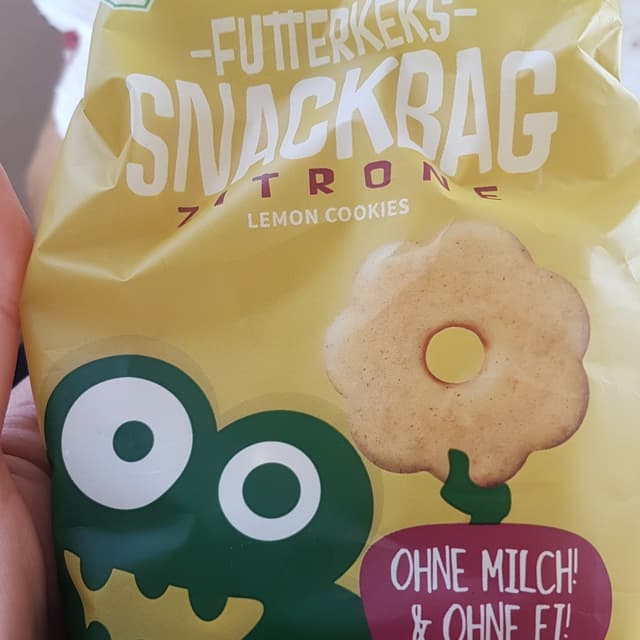 -FUTTERKEKS-
SNACKBAG
ZITRONE
LEMON COOKIES
OHNE MILCH!
& OHNE EI!